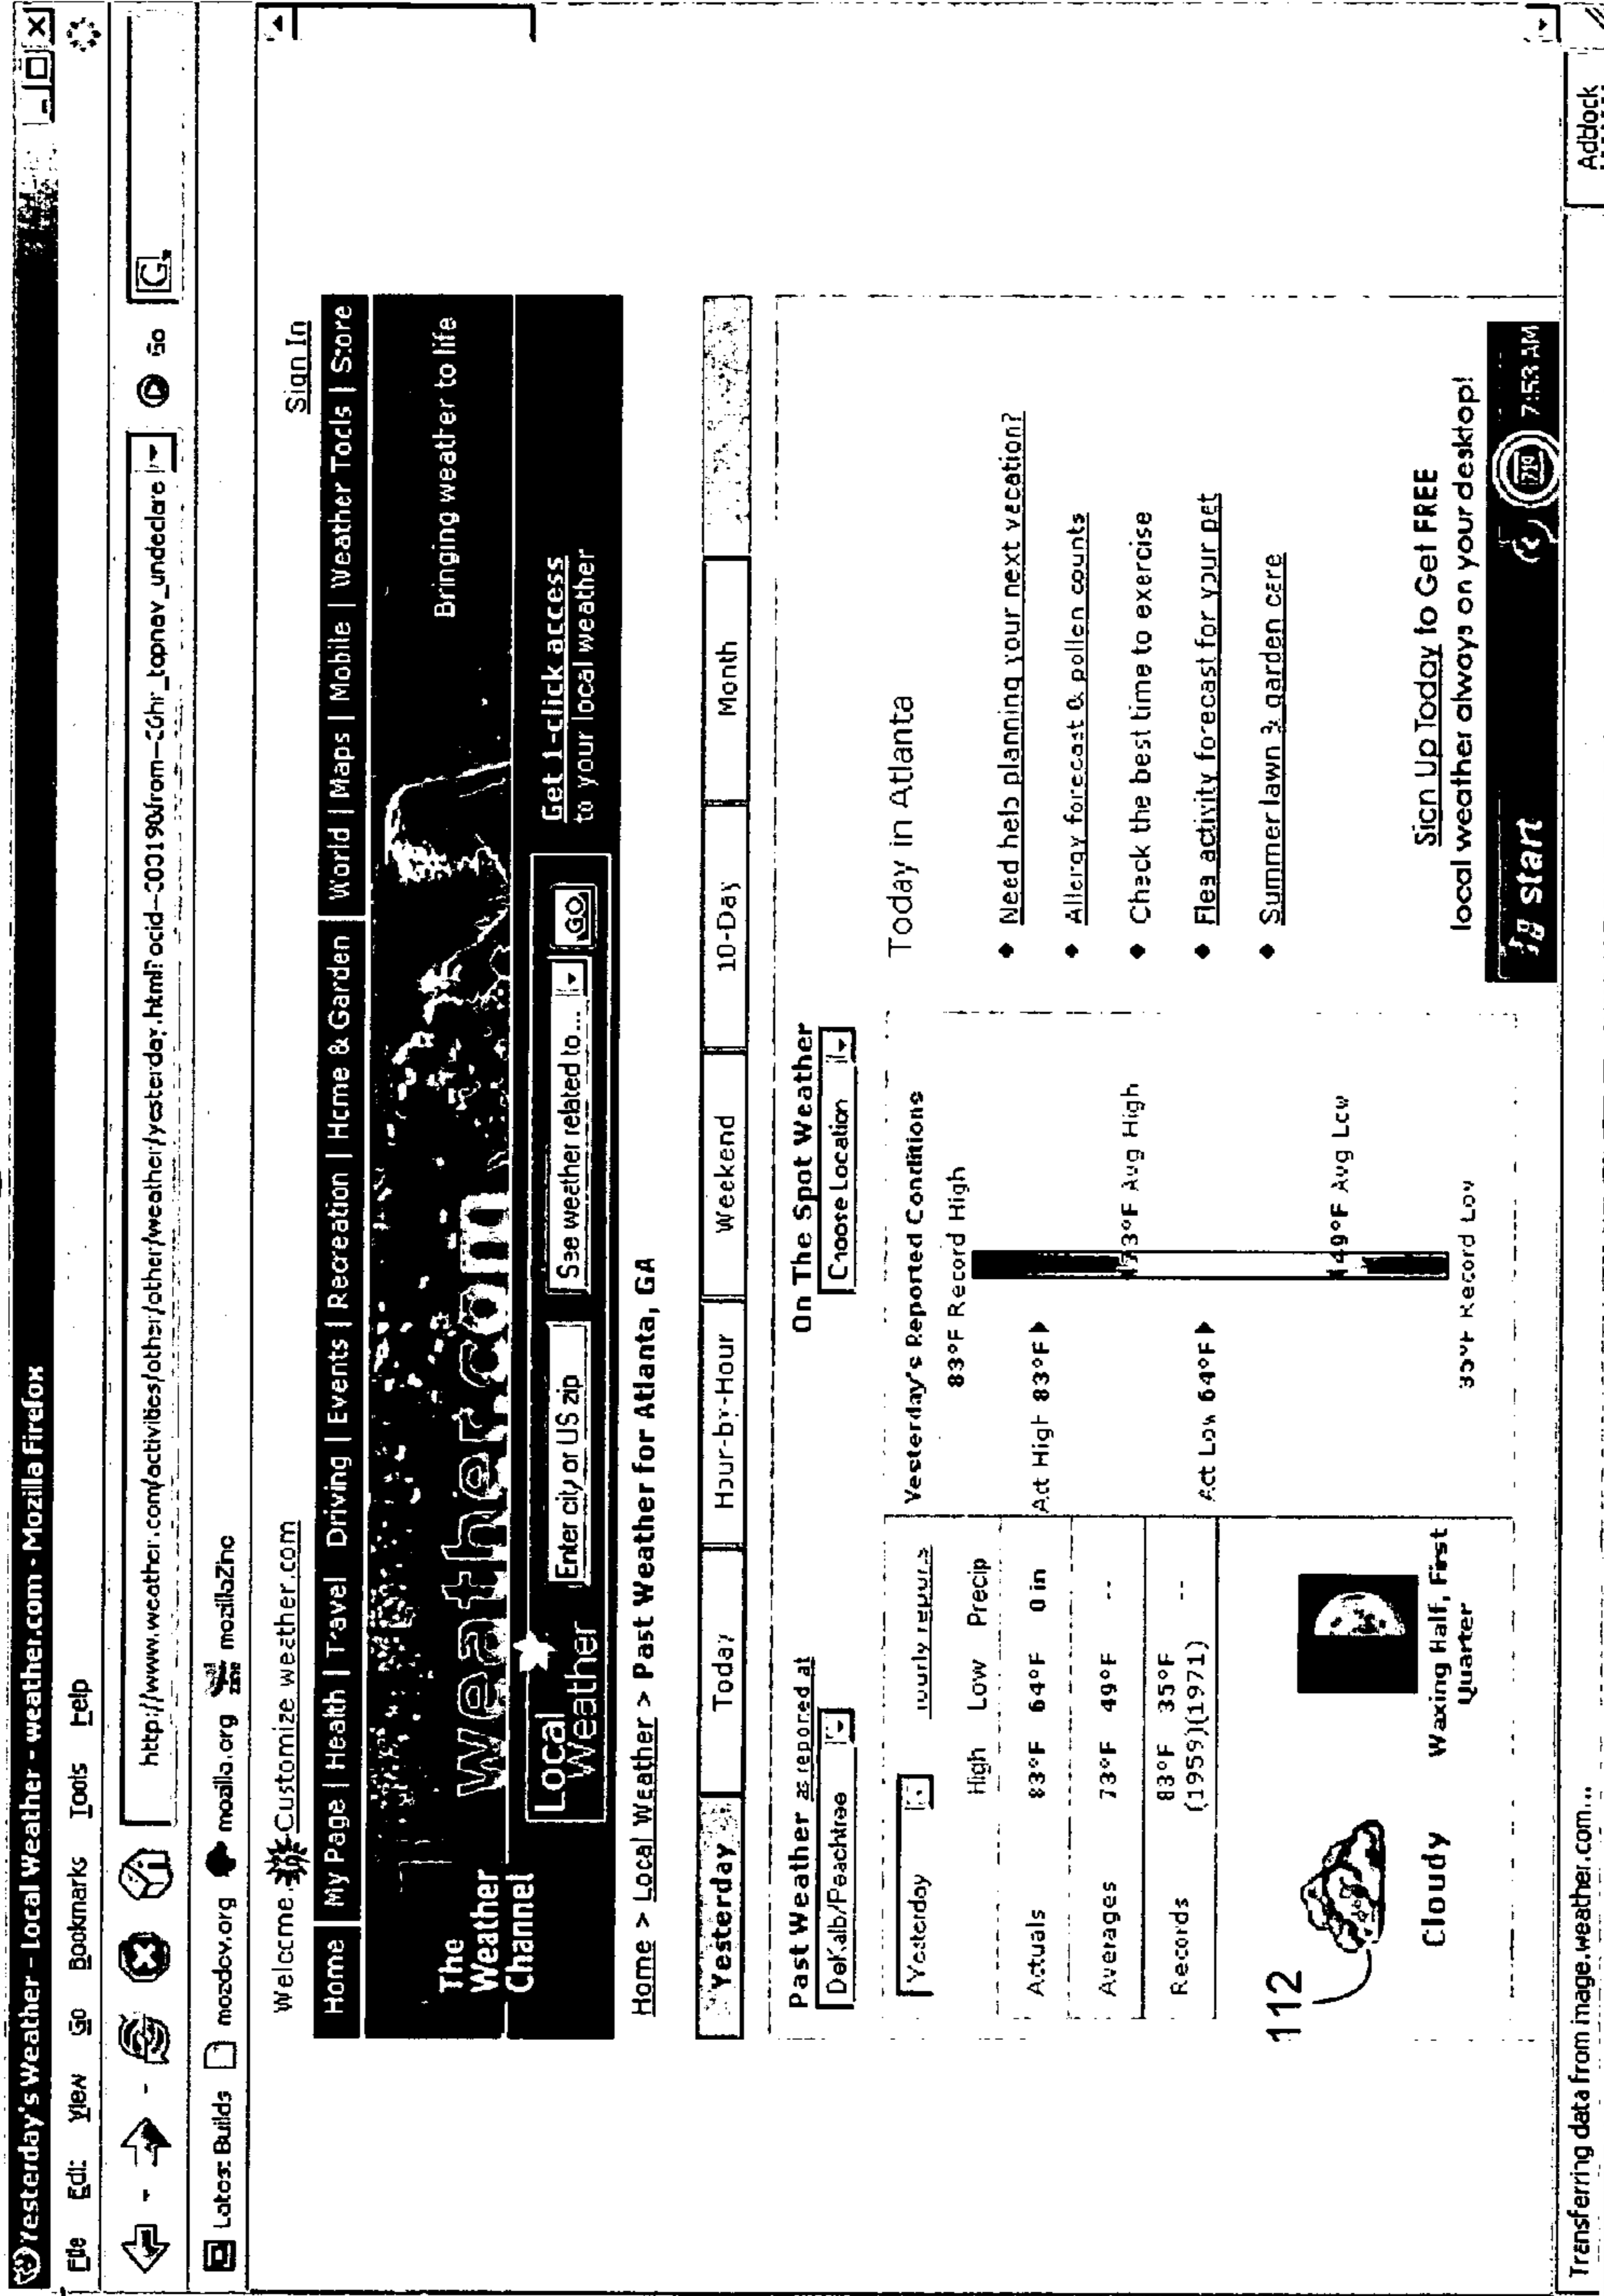 Yesterday's Weather - Local Weather - weather.com - Mozilla Firefox
File Edit View Go Bookmarks Tools Help
Go G
Latest Builds mozdev.org mozilla.org mozillaZine
Welcome Customize weather.com Sign In
Home My Page | Health | Travel Driving | Events | Recreation | Home & Garden World | Maps | Mobile | Weather Tools | Store
The Weather Channel
weather.com
Bringing weather to life
Local Weather
Enter city or US zip See weather related to... GO
Get 1-click access
to your local weather
Home > Local Weather > Past Weather for Atlanta, GA
Yesterday Today Hour-by-Hour Weekend 10-Day Month
Past Weather as reported at
DeKalb/Peachtree
On The Spot Weather
Choose Location
Yesterday hourly reports
High Low Precip
Actuals 83°F 64°F 0 in
Averages 73°F 49°F --
Records 83°F 35°F --
(1959)(1971)
112
Cloudy
Waxing Half, First
Quarter
Yesterday's Reported Conditions
83°F Record High
Act High 83°F
73°F Avg High
Act Low 64°F
49°F Avg Low
35°F Record Low
Today in Atlanta
Need help planning your next vacation?
Allergy forecast & pollen counts
Check the best time to exercise
Flea activity forecast for your pet
Summer lawn & garden care
Sign Up Today to Get FREE
local weather always on your desktop!
start 7:53 AM
Transferring data from image.weather.com...
Adblock